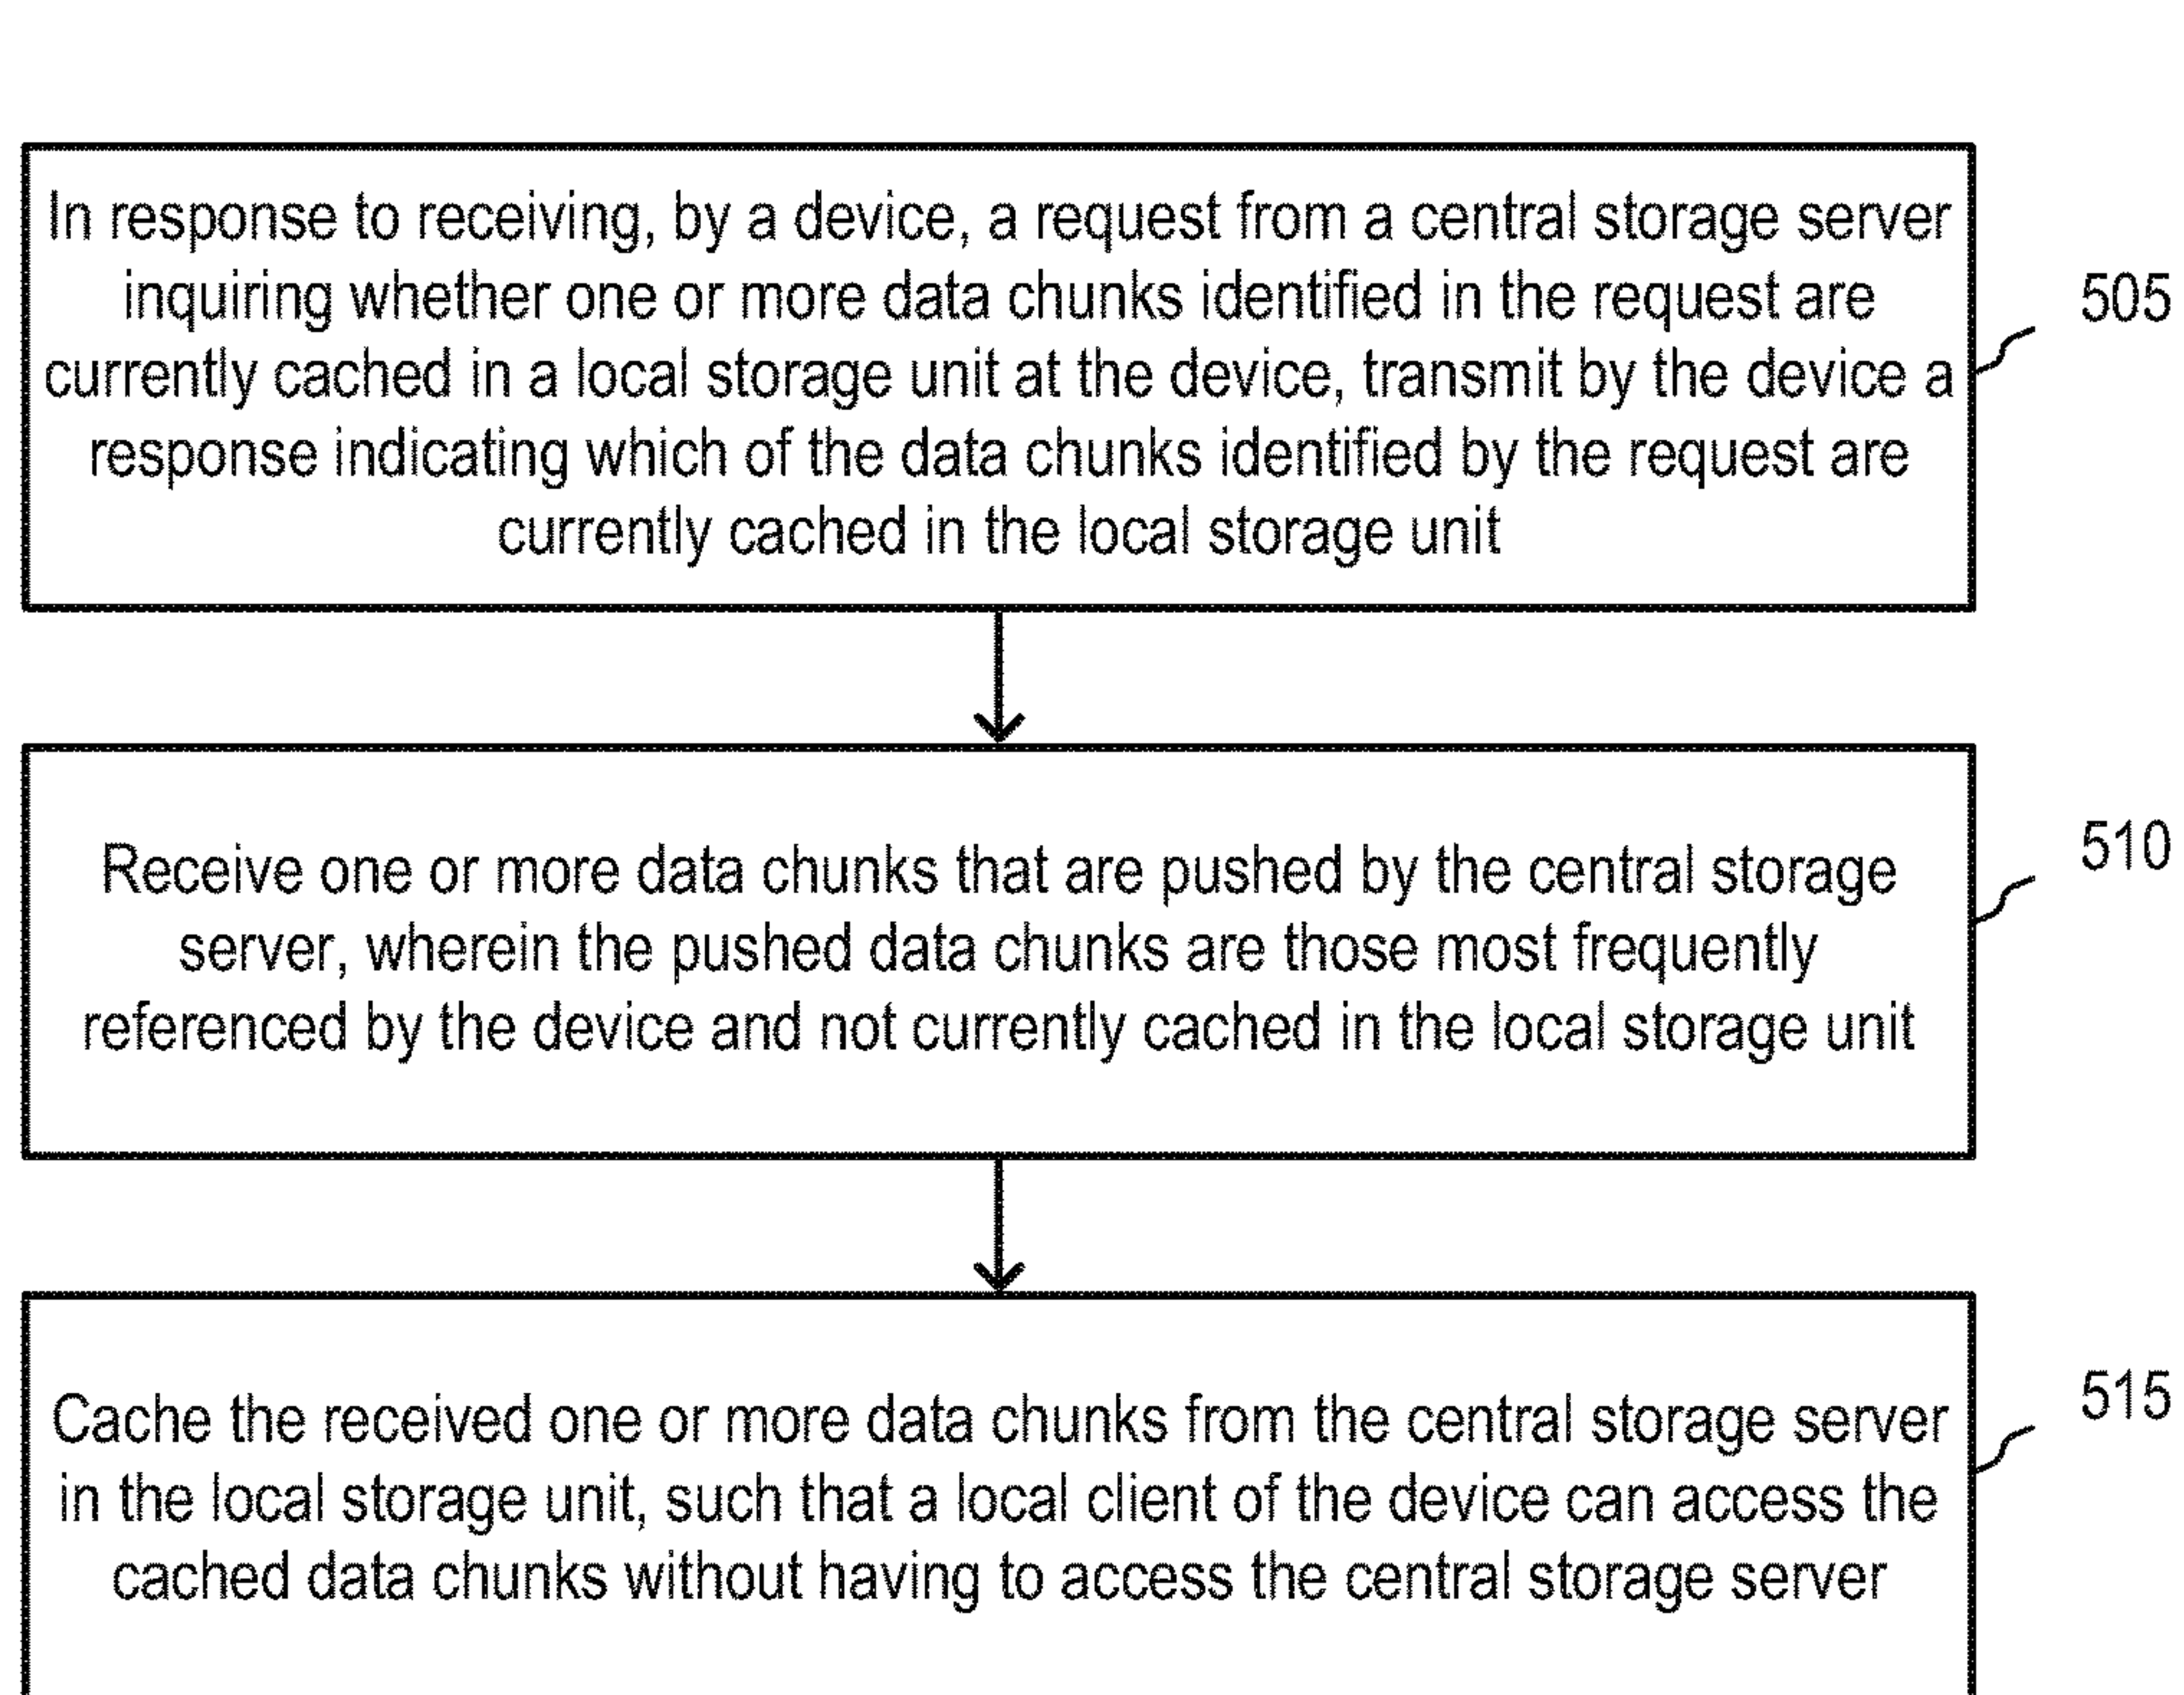 In response to receiving, by a device, a request from a central storage server
inquiring whether one or more data chunks identified in the request are
currently cached in a local storage unit at the device, transmit by the device a
response indicating which of the data chunks identified by the request are
currently cached in the local storage unit
505
Receive one or more data chunks that are pushed by the central storage
server, wherein the pushed data chunks are those most frequently
referenced by the device and not currently cached in the local storage unit
510
Cache the received one or more data chunks from the central storage server
in the local storage unit, such that a local client of the device can access the
cached data chunks without having to access the central storage server
515